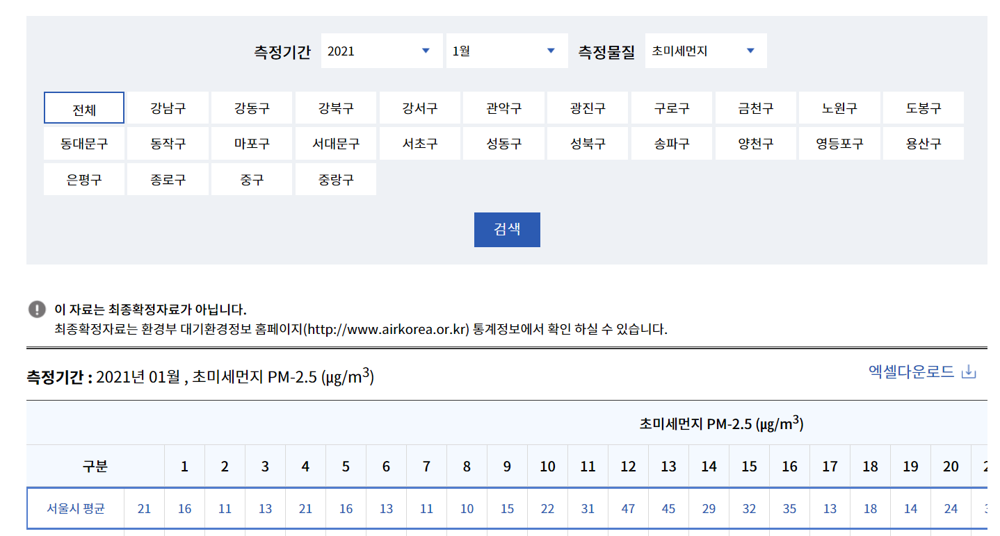 측정기간 2021 1월 측정물질 초미세먼지
전체 강남구 강동구 강북구 강서구 관악구 광진구 구로구 금천구 노원구 도봉구
동대문구 동작구 마포구 서대문구 서초구 성동구 성북구 송파구 양천구 영등포구 용산구
은평구 종로구 중구 중랑구
검색
이 자료는 최종확정자료가 아닙니다.
최종확정자료는 환경부 대기환경정보 홈페이지(http://www.airkorea.or.kr) 통계정보에서 확인 하실 수 있습니다.
측정기간 : 2021년 01월 , 초미세먼지 PM-2.5 (㎍/m³)
엑셀다운로드
초미세먼지 PM-2.5 (㎍/m³)
구분 1 2 3 4 5 6 7 8 9 10 11 12 13 14 15 16 17 18 19 20
서울시 평균 21 16 11 13 21 16 13 11 10 15 22 31 47 45 29 32 35 13 18 14 24